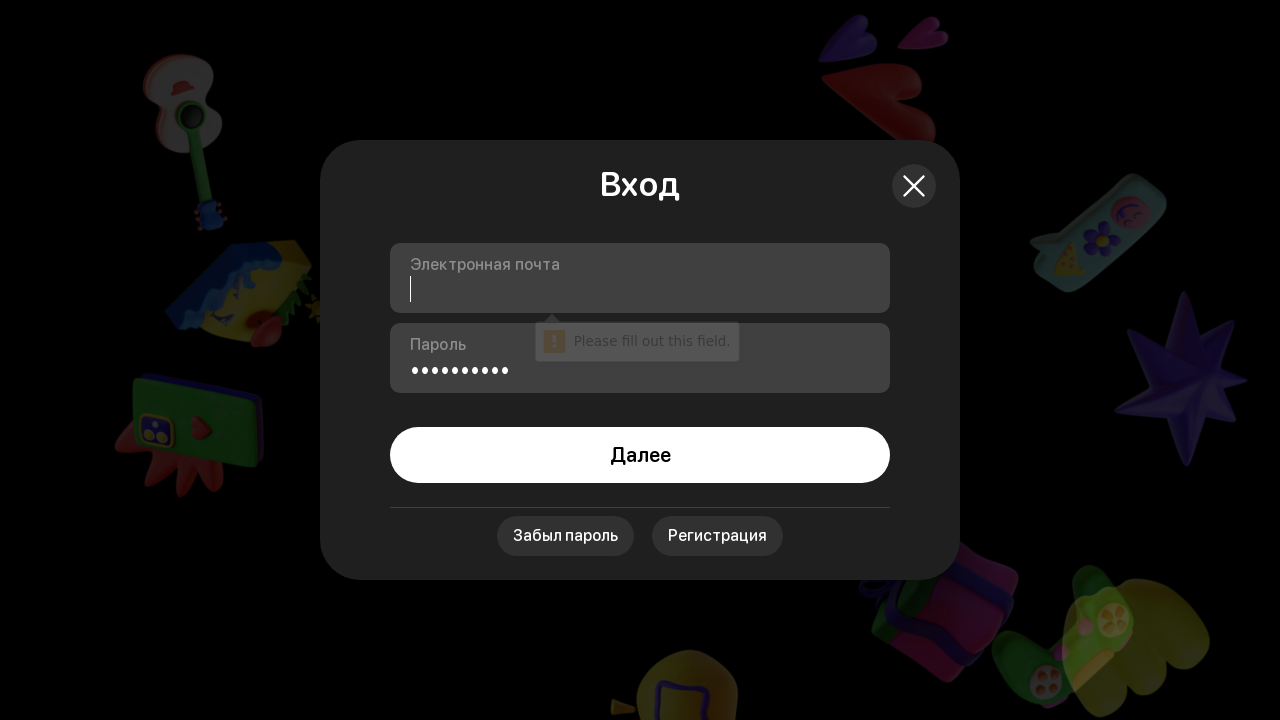 Вход
Электронная почта
Please fill out this field.
Пароль
••••••••••
Далее
Забыл пароль
Регистрация